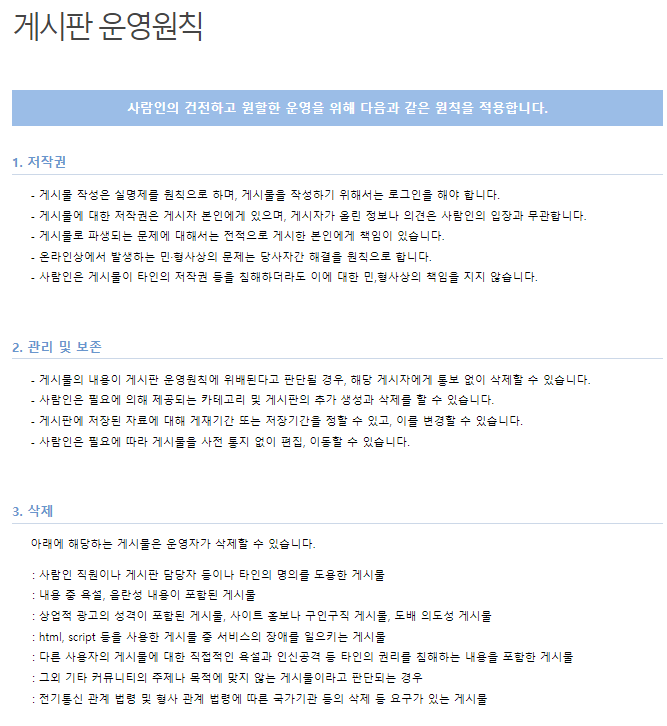 게시판 운영원칙
사람인의 건전하고 원할한 운영을 위해 다음과 같은 원칙을 적용합니다.
1. 저작권
- 게시물 작성은 실명제를 원칙으로 하며, 게시물을 작성하기 위해서는 로그인을 해야 합니다.
- 게시물에 대한 저작권은 게시자 본인에게 있으며, 게시자가 올린 정보나 의견은 사람인의 입장과 무관합니다.
- 게시물로 파생되는 문제에 대해서는 전적으로 게시한 본인에게 책임이 있습니다.
- 온라인상에서 발생하는 민·형사상의 문제는 당사자간 해결을 원칙으로 합니다.
- 사람인은 게시물이 타인의 저작권 등을 침해하더라도 이에 대한 민,형사상의 책임을 지지 않습니다.
2. 관리 및 보존
- 게시물의 내용이 게시판 운영원칙에 위배된다고 판단될 경우, 해당 게시자에게 통보 없이 삭제할 수 있습니다.
- 사람인은 필요에 의해 제공되는 카테고리 및 게시판의 추가 생성과 삭제를 할 수 있습니다.
- 게시판에 저장된 자료에 대해 게재기간 또는 저장기간을 정할 수 있고, 이를 변경할 수 있습니다.
- 사람인은 필요에 따라 게시물을 사전 통지 없이 편집, 이동할 수 있습니다.
3. 삭제
아래에 해당하는 게시물은 운영자가 삭제할 수 있습니다.
: 사람인 직원이나 게시판 담당자 등이나 타인의 명의를 도용한 게시물
: 내용 중 욕설, 음란성 내용이 포함된 게시물
: 상업적 광고의 성격이 포함된 게시물, 사이트 홍보나 구인구직 게시물, 도배 의도성 게시물
: html, script 등을 사용한 게시물 중 서비스의 장애를 일으키는 게시물
: 다른 사용자의 게시물에 대한 직접적인 욕설과 인신공격 등 타인의 권리를 침해하는 내용을 포함한 게시물
: 그외 기타 커뮤니티의 주제나 목적에 맞지 않는 게시물이라고 판단되는 경우
: 전기통신 관계 법령 및 형사 관계 법령에 따른 국가기관 등의 삭제 등 요구가 있는 게시물